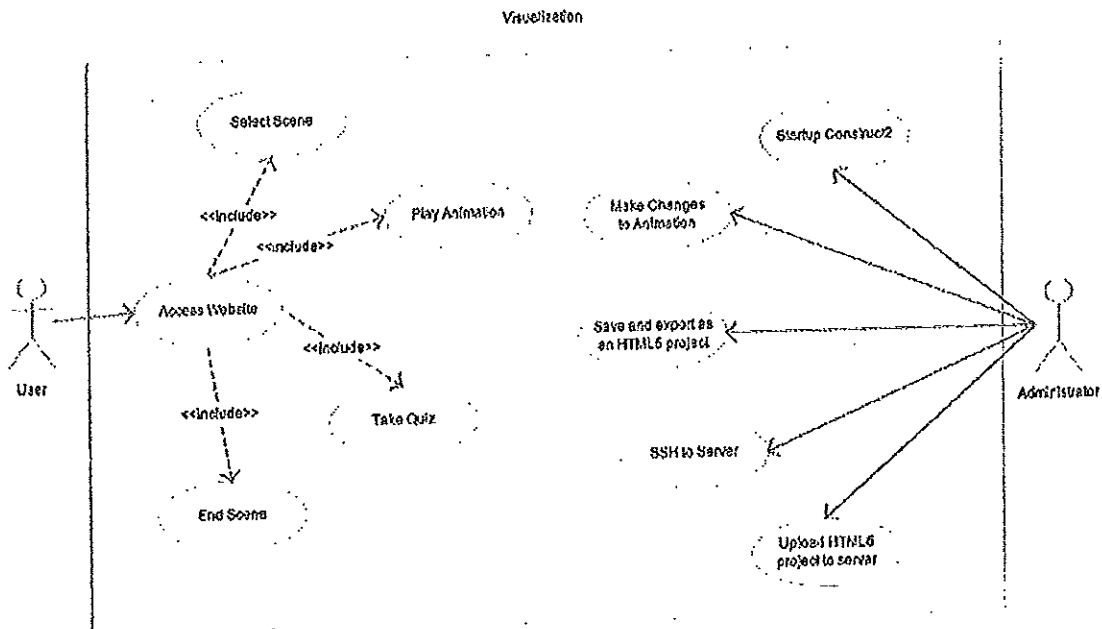 Visualization
Select Scene
Startup Construct2
<<Include>>
Play Animation
Make Changes
to Animation
<<Include>>
Access Website
Save and export as
an HTML5 project
<<Include>>
User
Administrator
<<Include>>
Take Quiz
SSH to Server
End Scene
Upload HTML5
project to server